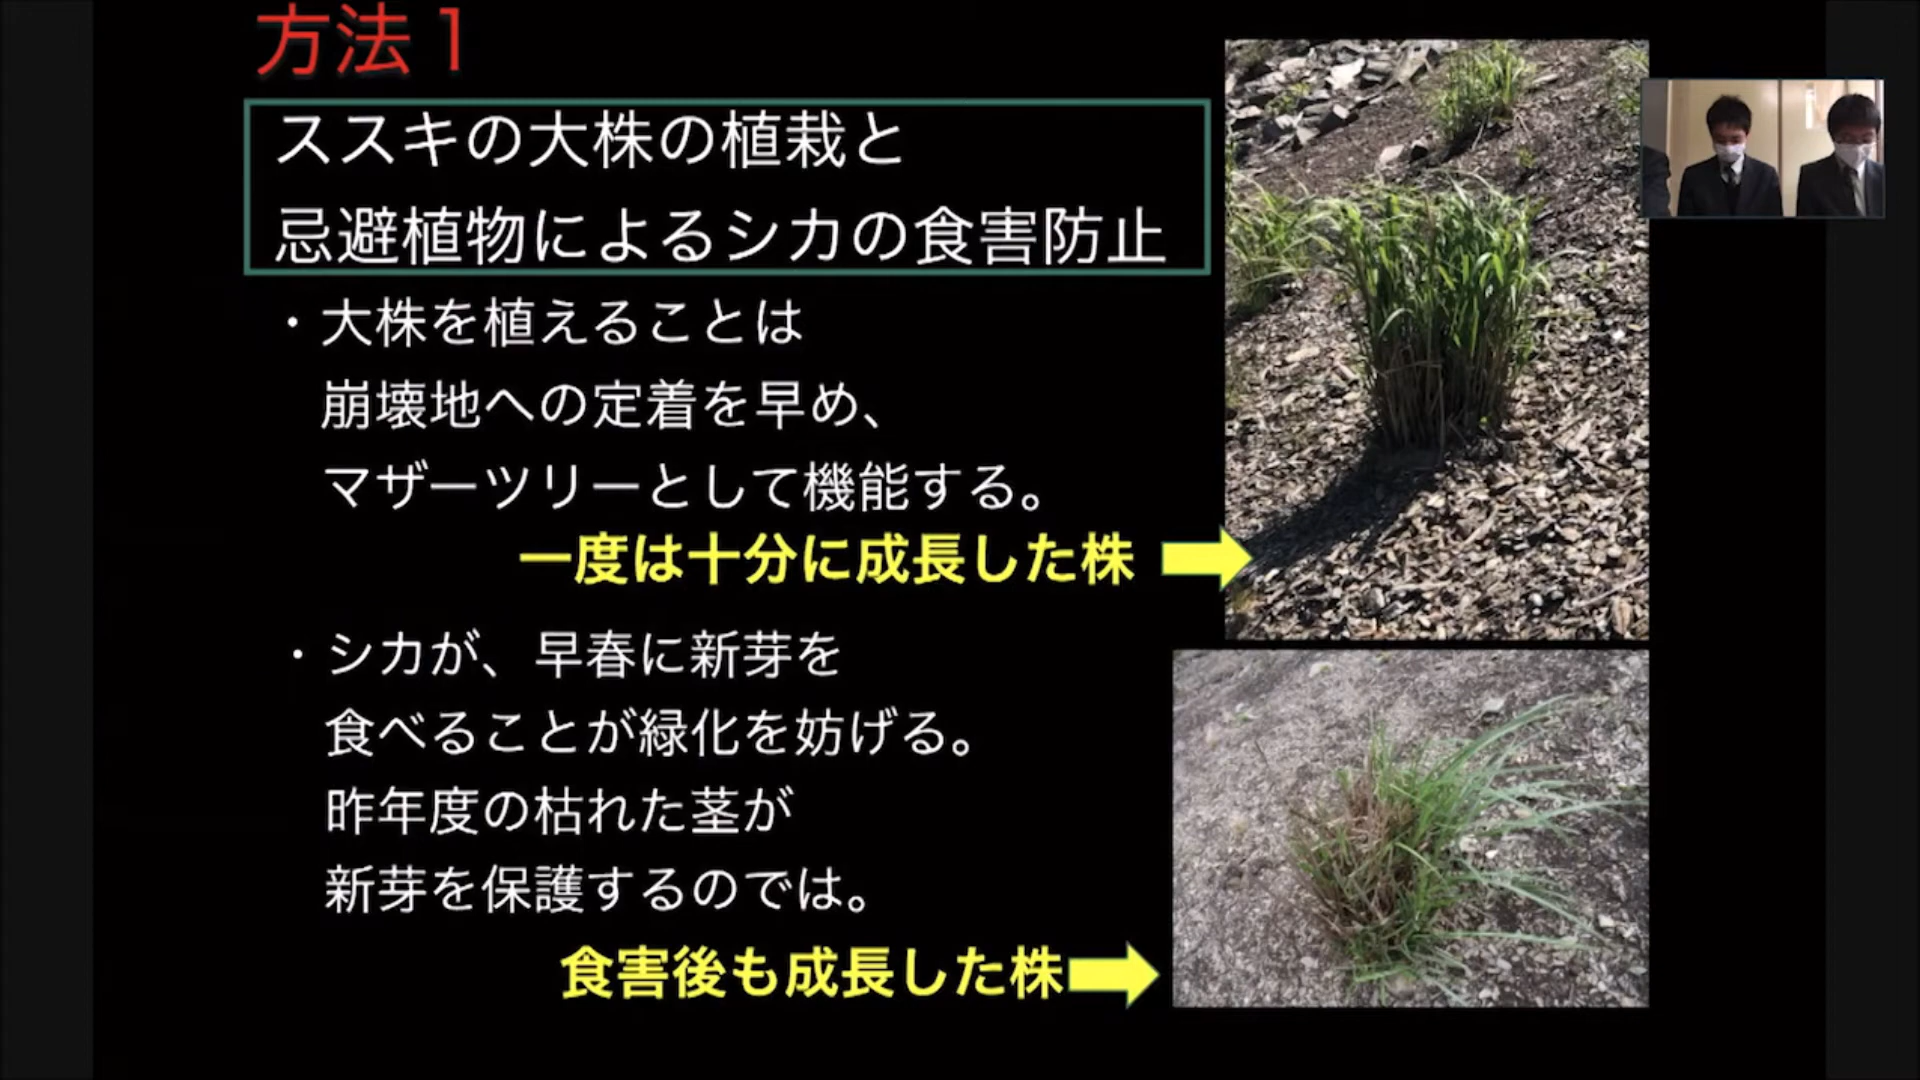 方法１
ススキの大株の植栽と
忌避植物によるシカの食害防止
・大株を植えることは
崩壊地への定着を早め、
マザーツリーとして機能する。
一度は十分に成長した株
・シカが、早春に新芽を
食べることが緑化を妨げる。
昨年度の枯れた茎が
新芽を保護するのでは。
食害後も成長した株